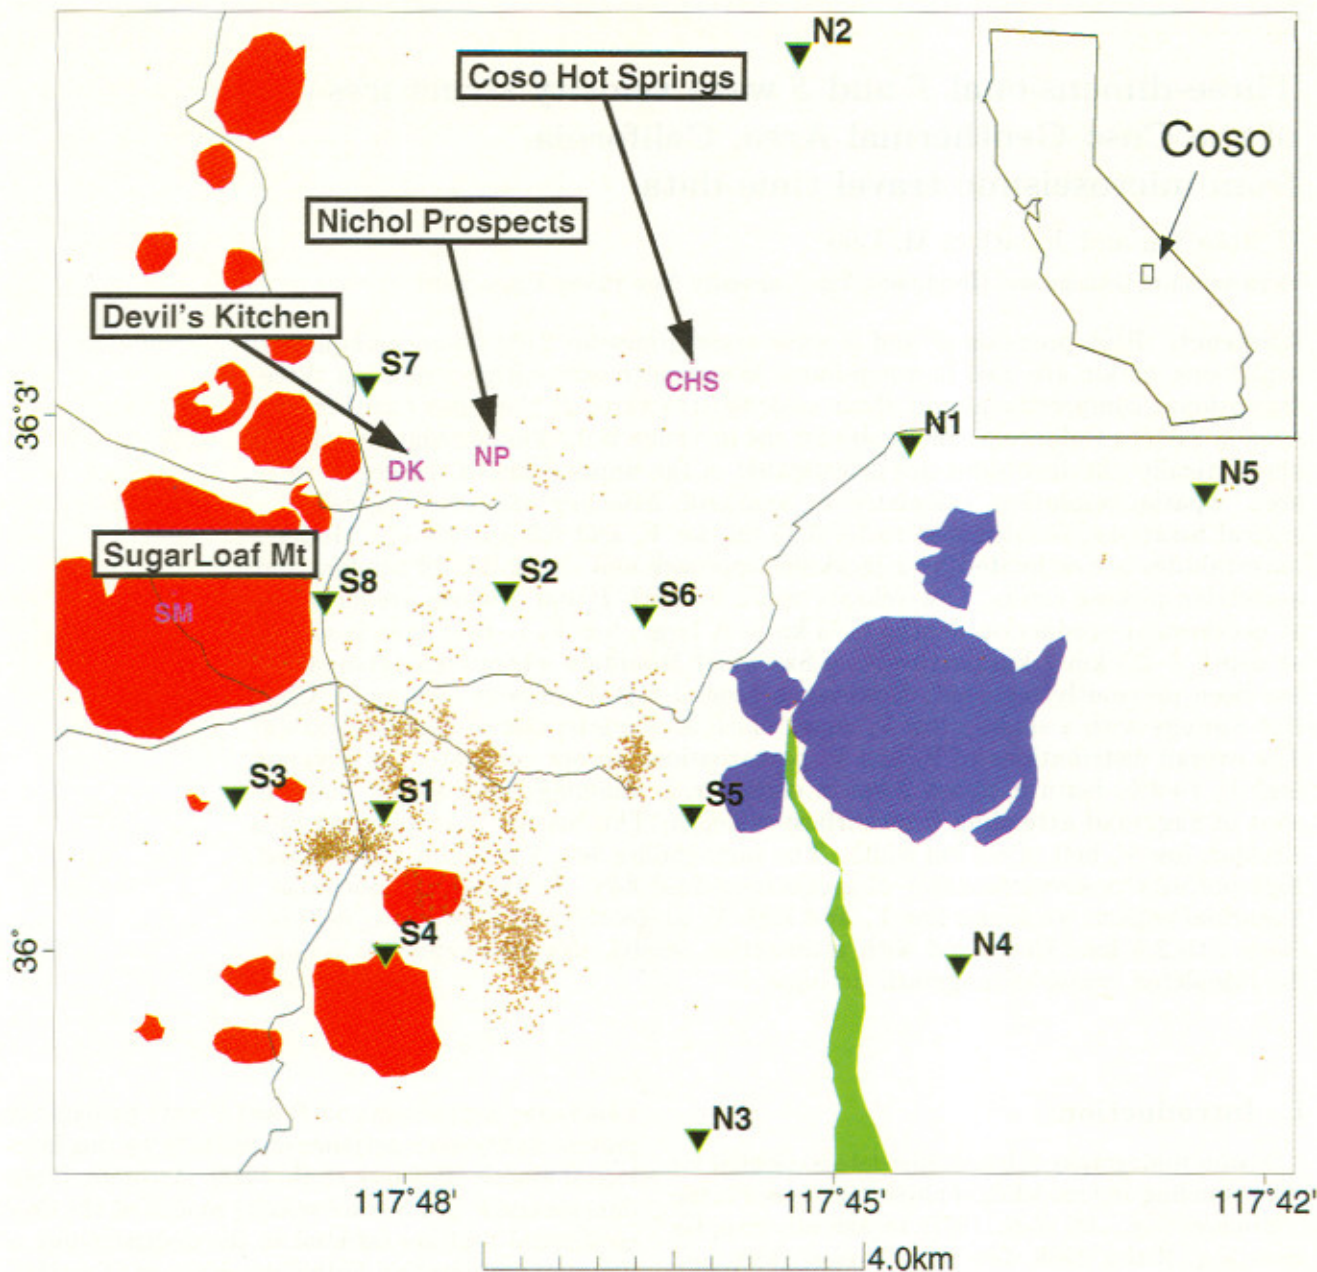 N2
Coso Hot Springs
Coso
Nichol Prospects
Devil's Kitchen
S7
CHS
36°3'
N1
NP
DK
N5
SugarLoaf Mt
S8
S2
S6
SM
S3
S1
S5
S4
36°
N4
N3
117°48'
117°45'
117°42'
4.0km